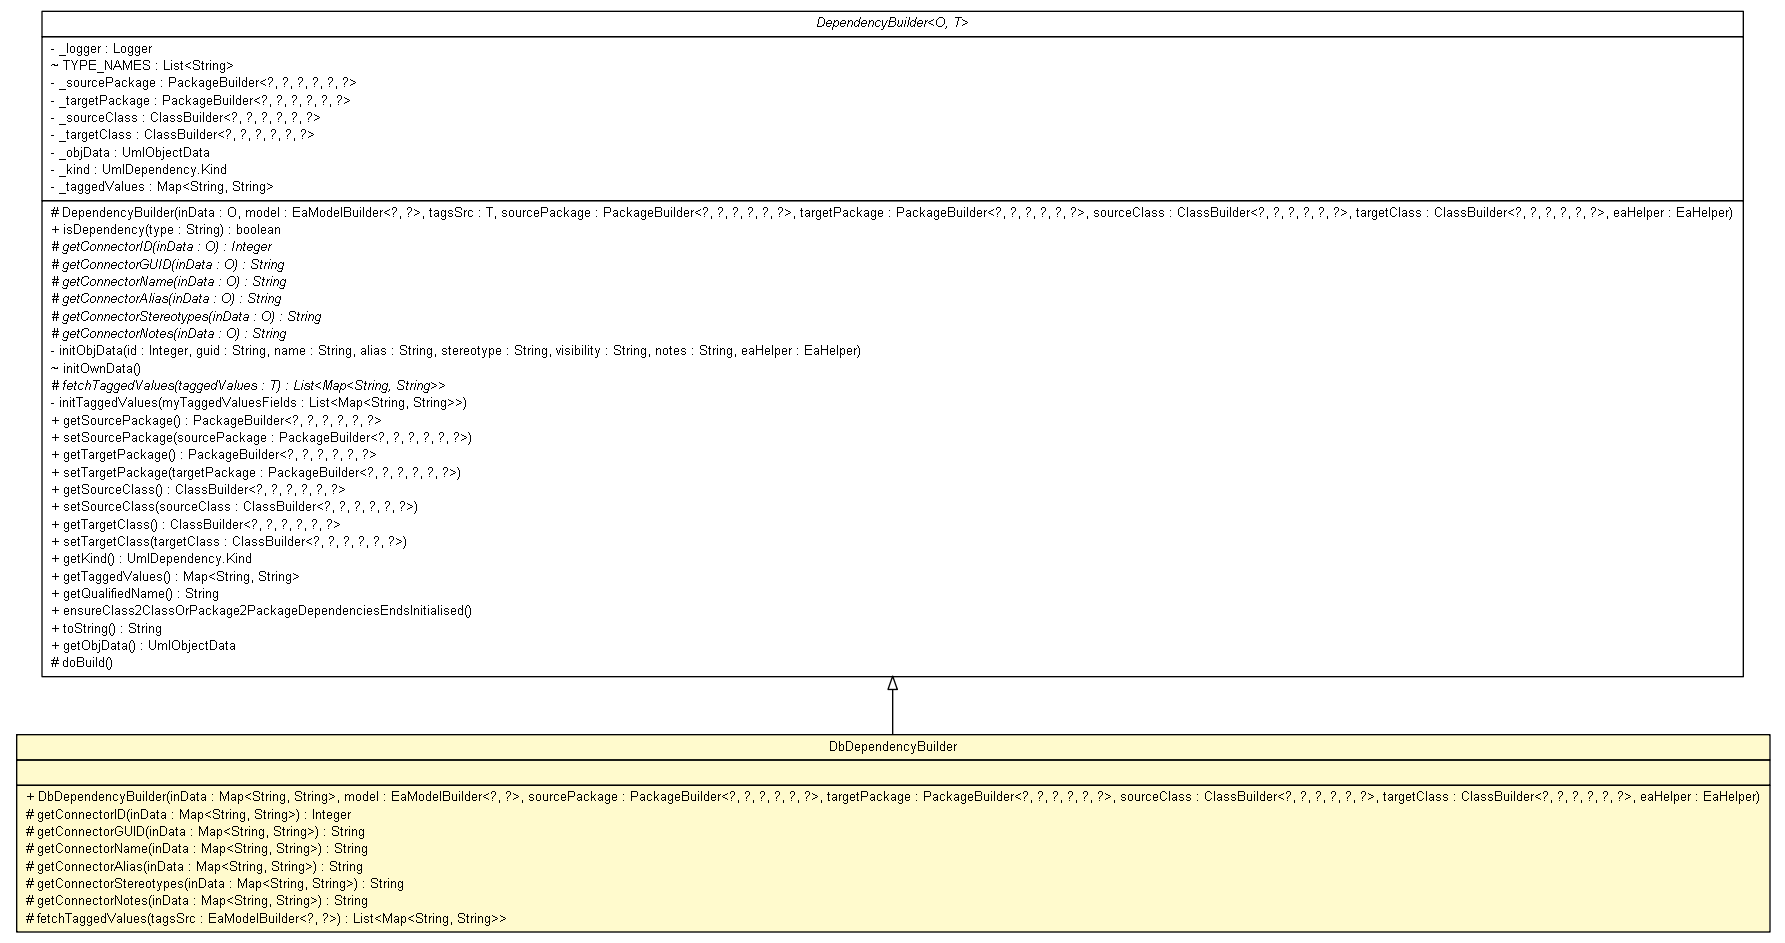 DependencyBuilder<O, T>
- _logger : Logger
~ TYPE_NAMES : List<String>
- _sourcePackage : PackageBuilder<?, ?, ?, ?, ?, ?>
- _targetPackage : PackageBuilder<?, ?, ?, ?, ?, ?>
- _sourceClass : ClassBuilder<?, ?, ?, ?, ?, ?>
- _targetClass : ClassBuilder<?, ?, ?, ?, ?, ?>
- _objData : UmlObjectData
- _kind : UmlDependency.Kind
- _taggedValues : Map<String, String>
# DependencyBuilder(inData : O, model : EaModelBuilder<?, ?>, tagsSrc : T, sourcePackage : PackageBuilder<?, ?, ?, ?, ?, ?>, targetPackage : PackageBuilder<?, ?, ?, ?, ?, ?>, sourceClass : ClassBuilder<?, ?, ?, ?, ?, ?>, targetClass : ClassBuilder<?, ?, ?, ?, ?, ?>, eaHelper : EaHelper)
+ isDependency(type : String) : boolean
# getConnectorID(inData : O) : Integer
# getConnectorGUID(inData : O) : String
# getConnectorName(inData : O) : String
# getConnectorAlias(inData : O) : String
# getConnectorStereotypes(inData : O) : String
# getConnectorNotes(inData : O) : String
- initObjData(id : Integer, guid : String, name : String, alias : String, stereotype : String, visibility : String, notes : String, eaHelper : EaHelper)
~ initOwnData()
# fetchTaggedValues(taggedValues : T) : List<Map<String, String>>
- initTaggedValues(myTaggedValuesFields : List<Map<String, String>>)
+ getSourcePackage() : PackageBuilder<?, ?, ?, ?, ?, ?>
+ setSourcePackage(sourcePackage : PackageBuilder<?, ?, ?, ?, ?, ?>)
+ getTargetPackage() : PackageBuilder<?, ?, ?, ?, ?, ?>
+ setTargetPackage(targetPackage : PackageBuilder<?, ?, ?, ?, ?, ?>)
+ getSourceClass() : ClassBuilder<?, ?, ?, ?, ?, ?>
+ setSourceClass(sourceClass : ClassBuilder<?, ?, ?, ?, ?, ?>)
+ getTargetClass() : ClassBuilder<?, ?, ?, ?, ?, ?>
+ setTargetClass(targetClass : ClassBuilder<?, ?, ?, ?, ?, ?>)
+ getKind() : UmlDependency.Kind
+ getTaggedValues() : Map<String, String>
+ getQualifiedName() : String
+ ensureClass2ClassOrPackage2PackageDependenciesEndsInitialised()
+ toString() : String
+ getObjData() : UmlObjectData
# doBuild()
DbDependencyBuilder
+ DbDependencyBuilder(inData : Map<String, String>, model : EaModelBuilder<?, ?>, sourcePackage : PackageBuilder<?, ?, ?, ?, ?, ?>, targetPackage : PackageBuilder<?, ?, ?, ?, ?, ?>, sourceClass : ClassBuilder<?, ?, ?, ?, ?, ?>, targetClass : ClassBuilder<?, ?, ?, ?, ?, ?>, eaHelper : EaHelper)
# getConnectorID(inData : Map<String, String>) : Integer
# getConnectorGUID(inData : Map<String, String>) : String
# getConnectorName(inData : Map<String, String>) : String
# getConnectorAlias(inData : Map<String, String>) : String
# getConnectorStereotypes(inData : Map<String, String>) : String
# getConnectorNotes(inData : Map<String, String>) : String
# fetchTaggedValues(tagsSrc : EaModelBuilder<?, ?>) : List<Map<String, String>>